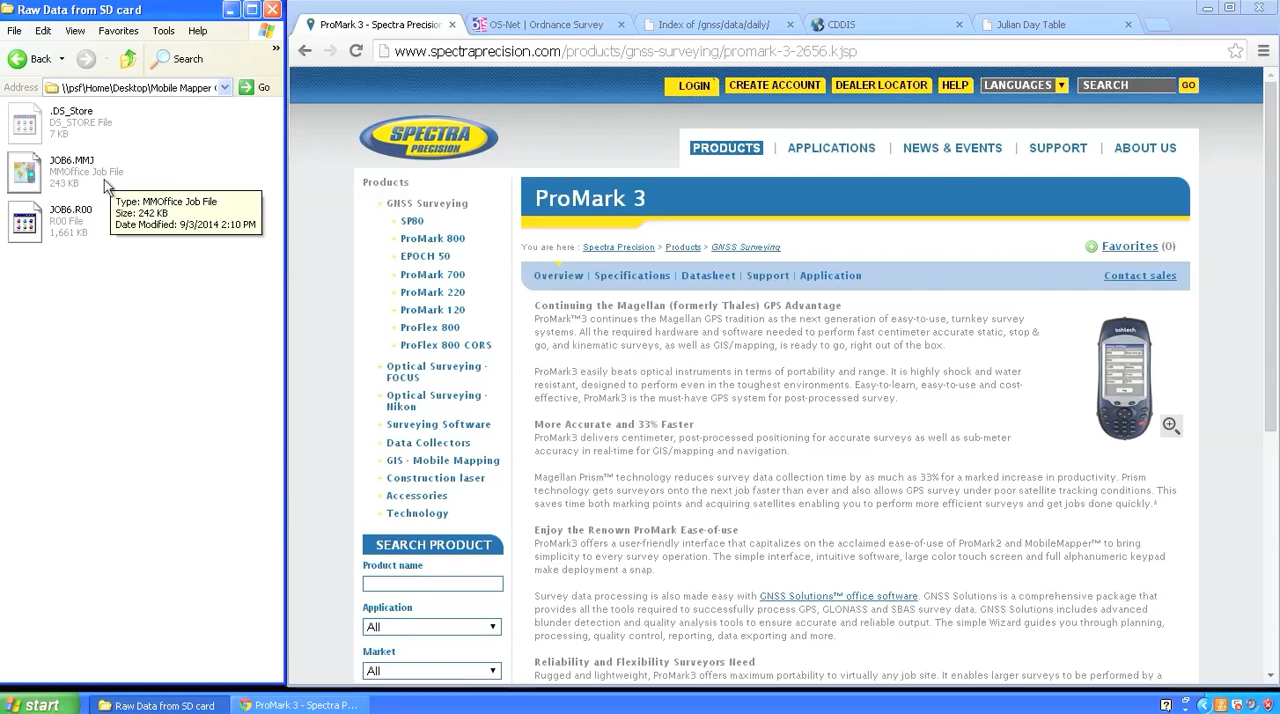 Raw Data from SD card
File Edit View Favorites Tools Help
Back Search
Address \\psf\Home\Desktop\Mobile Mapper Go
.DS_Store
DS_STORE File
7 KB
JOB6.MMJ
MMOffice Job File
243 KB
Type: MMOffice Job File
Size: 242 KB
Date Modified: 9/3/2014 2:10 PM
JOB6.R00
R00 File
1,661 KB
ProMark 3 - Spectra Precision
OS-Net | Ordnance Survey
Index of /gnss/data/daily/
CDDIS
Julian Day Table
www.spectraprecision.com/products/gnss-surveying/promark-3-2656.kjsp
LOGIN CREATE ACCOUNT DEALER LOCATOR HELP LANGUAGES SEARCH GO
SPECTRA
PRECISION
PRODUCTS APPLICATIONS NEWS & EVENTS SUPPORT ABOUT US
Products
GNSS Surveying
SP80
ProMark 800
EPOCH 50
ProMark 700
ProMark 220
ProMark 120
ProFlex 800
ProFlex 800 CORS
Optical Surveying -
FOCUS
Optical Surveying -
Nikon
Surveying Software
Data Collectors
GIS - Mobile Mapping
Construction laser
Accessories
Technology
SEARCH PRODUCT
Product name
Application
All
Market
All
ProMark 3
You are here : Spectra Precision > Products > GNSS Surveying
Favorites (0)
Overview | Specifications | Datasheet | Support | Application
Contact sales
Continuing the Magellan (formerly Thales) GPS Advantage
ProMark™3 continues the Magellan GPS tradition as the next generation of easy-to-use, turnkey survey
systems. All the required hardware and software needed to perform fast centimeter accurate static, stop &
go, and kinematic surveys, as well as GIS/mapping, is ready to go, right out of the box.
ProMark3 easily beats optical instruments in terms of portability and range. It is highly shock and water
resistant, designed to perform even in the toughest environments. Easy-to-learn, easy-to-use and cost-
effective, ProMark3 is the must-have GPS system for post-processed survey.
More Accurate and 33% Faster
ProMark3 delivers centimeter, post-processed positioning for accurate surveys as well as sub-meter
accuracy in real-time for GIS/mapping and navigation.
Magellan Prism™ technology reduces survey data collection time by as much as 33% for a marked increase in productivity. Prism
technology gets surveyors onto the next job faster than ever and also allows GPS survey under poor satellite tracking conditions. This
saves time both marking points and acquiring satellites enabling you to perform more efficient surveys and get jobs done quickly.
Enjoy the Renown ProMark Ease-of-use
ProMark3 offers a user-friendly interface that capitalizes on the acclaimed ease-of-use of ProMark2 and MobileMapper™ to bring
simplicity to every survey operation. The simple interface, intuitive software, large color touch screen and full alphanumeric keypad
make deployment a snap.
Survey data processing is also made easy with GNSS Solutions™ office software. GNSS Solutions is a comprehensive package that
provides all the tools required to successfully process GPS, GLONASS and SBAS survey data. GNSS Solutions includes advanced
blunder detection and quality analysis tools to ensure accurate and reliable output. The simple Wizard guides you through planning,
processing, quality control, reporting, data exporting and more.
Reliability and Flexibility Surveyors Need
Rugged and lightweight, ProMark3 offers maximum portability to virtually any job site. It enables larger surveys to be performed by a
start
Raw Data from SD card
ProMark 3 - Spectra P...